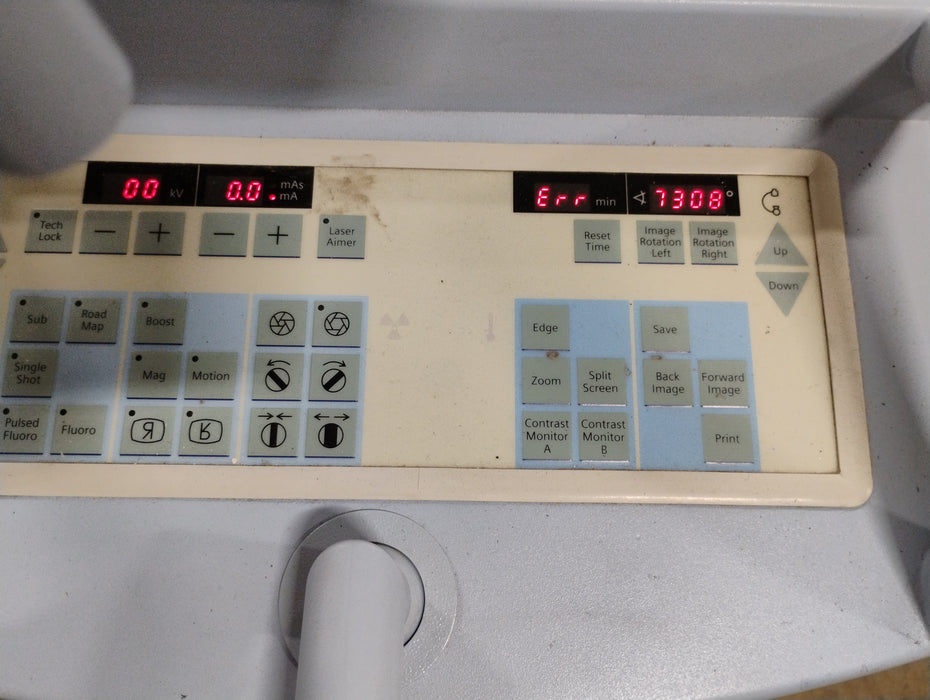 00 kV
0.0. mAs
mA
Err min
7308°
Tech
Lock
− +
− +
Laser
Aimer
Reset
Time
Image
Rotation
Left
Image
Rotation
Right
Up
Down
Sub
Road
Map
Boost
Single
Shot
Mag
Motion
Pulsed
Fluoro
Fluoro
R
R
Edge
Save
Zoom
Split
Screen
Back
Image
Forward
Image
Contrast
Monitor
A
Contrast
Monitor
B
Print